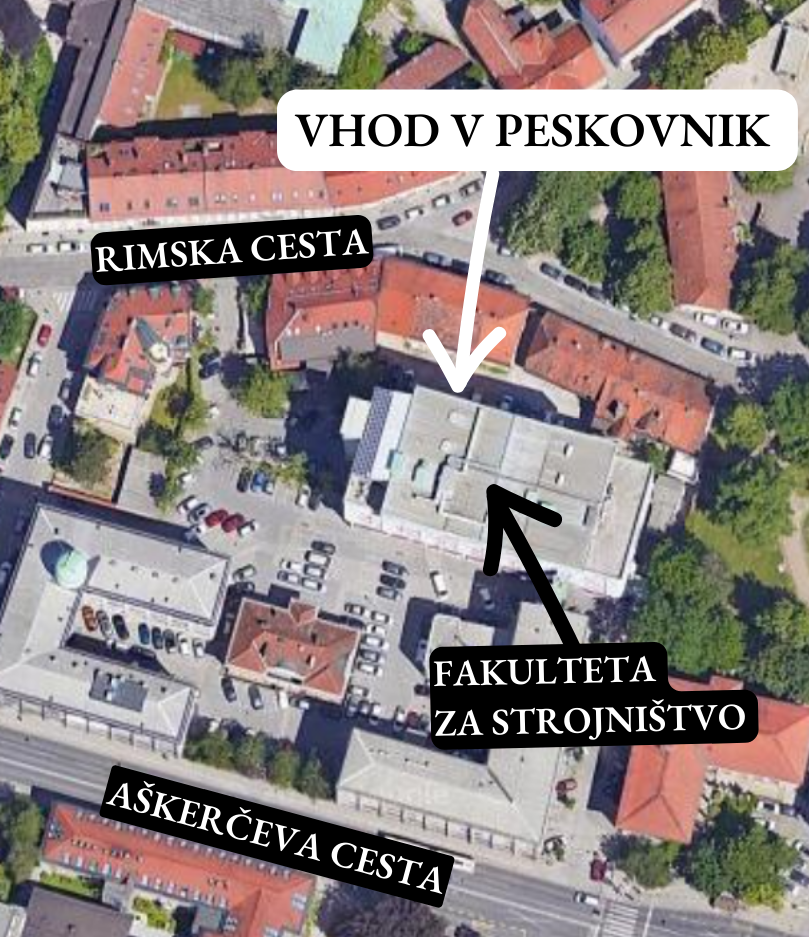 VHOD V PESKOVNIK
RIMSKA CESTA
FAKULTETA
ZA STROJNIŠTVO
AŠKERČEVA CESTA